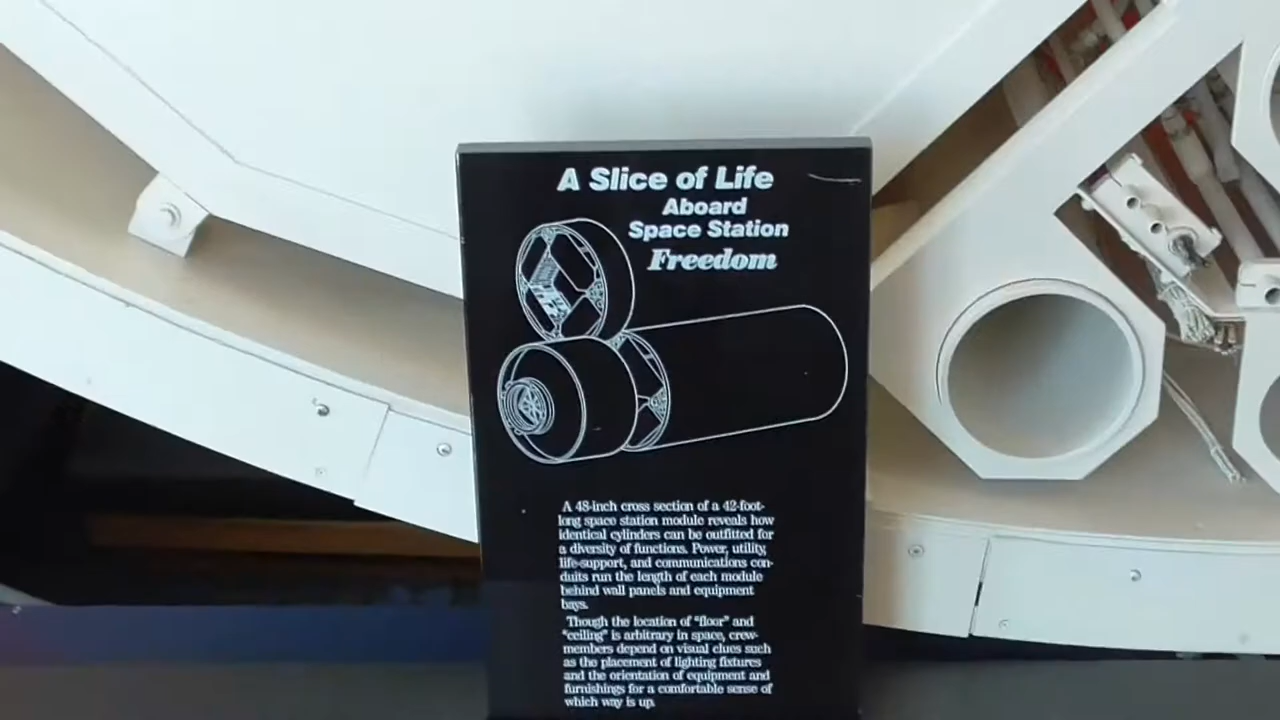 A Slice of Life
Aboard
Space Station
Freedom
A 48-inch cross section of a 42-foot-
long space station module reveals how
identical cylinders can be outfitted for
a diversity of functions. Power, utility,
life-support, and communications con-
duits run the length of each module
behind wall panels and equipment
bays.
Though the location of "floor" and
"ceiling" is arbitrary in space, crew-
members depend on visual clues such
as the placement of lighting fixtures
and the orientation of equipment and
furnishings for a comfortable sense of
which way is up.